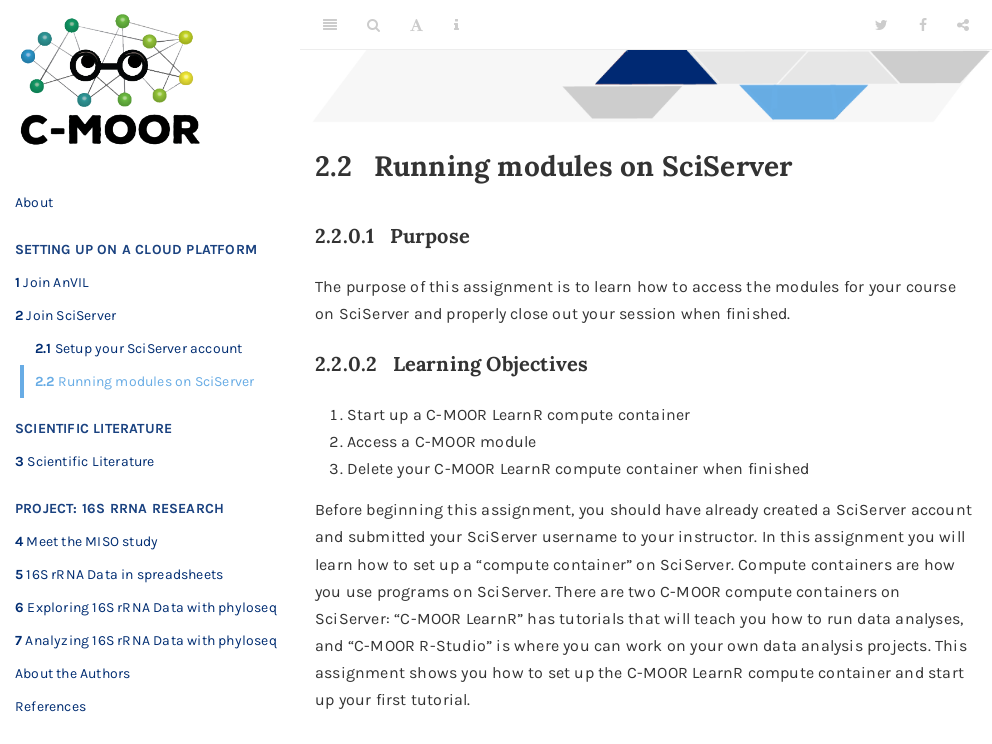 C-MOOR
About
SETTING UP ON A CLOUD PLATFORM
1 Join AnVIL
2 Join SciServer
2.1 Setup your SciServer account
2.2 Running modules on SciServer
SCIENTIFIC LITERATURE
3 Scientific Literature
PROJECT: 16S RRNA RESEARCH
4 Meet the MISO study
5 16S rRNA Data in spreadsheets
6 Exploring 16S rRNA Data with phyloseq
7 Analyzing 16S rRNA Data with phyloseq
About the Authors
References
2.2 Running modules on SciServer
2.2.0.1 Purpose
The purpose of this assignment is to learn how to access the modules for your course
on SciServer and properly close out your session when finished.
2.2.0.2 Learning Objectives
1. Start up a C-MOOR LearnR compute container
2. Access a C-MOOR module
3. Delete your C-MOOR LearnR compute container when finished
Before beginning this assignment, you should have already created a SciServer account
and submitted your SciServer username to your instructor. In this assignment you will
learn how to set up a “compute container” on SciServer. Compute containers are how
you use programs on SciServer. There are two C-MOOR compute containers on
SciServer: “C-MOOR LearnR” has tutorials that will teach you how to run data analyses,
and “C-MOOR R-Studio” is where you can work on your own data analysis projects. This
assignment shows you how to set up the C-MOOR LearnR compute container and start
up your first tutorial.